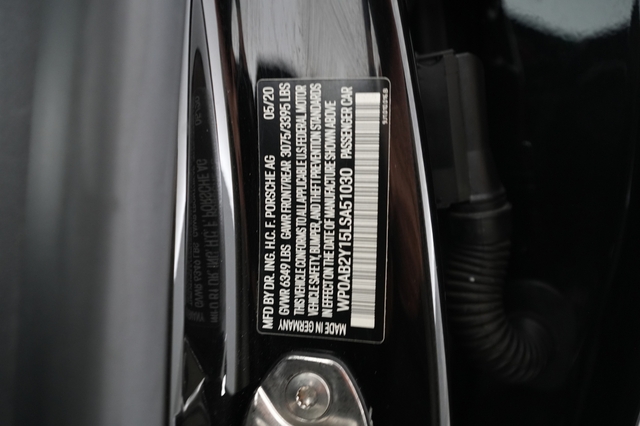 MFD BY DR. ING. H.C. F. PORSCHE AG 05/20
GVWR 6349 LBS GAWR FRONT/REAR 3075/3395 LBS
THIS VEHICLE CONFORMS TO ALL APPLICABLE U.S FEDERAL MOTOR
VEHICLE SAFETY, BUMPER, AND THEFT PREVENTION STANDARDS
IN EFFECT ON THE DATE OF MANUFACTURE SHOWN ABOVE
WP0AB2Y15LSA51030 PASSENGER CAR
MADE IN GERMANY